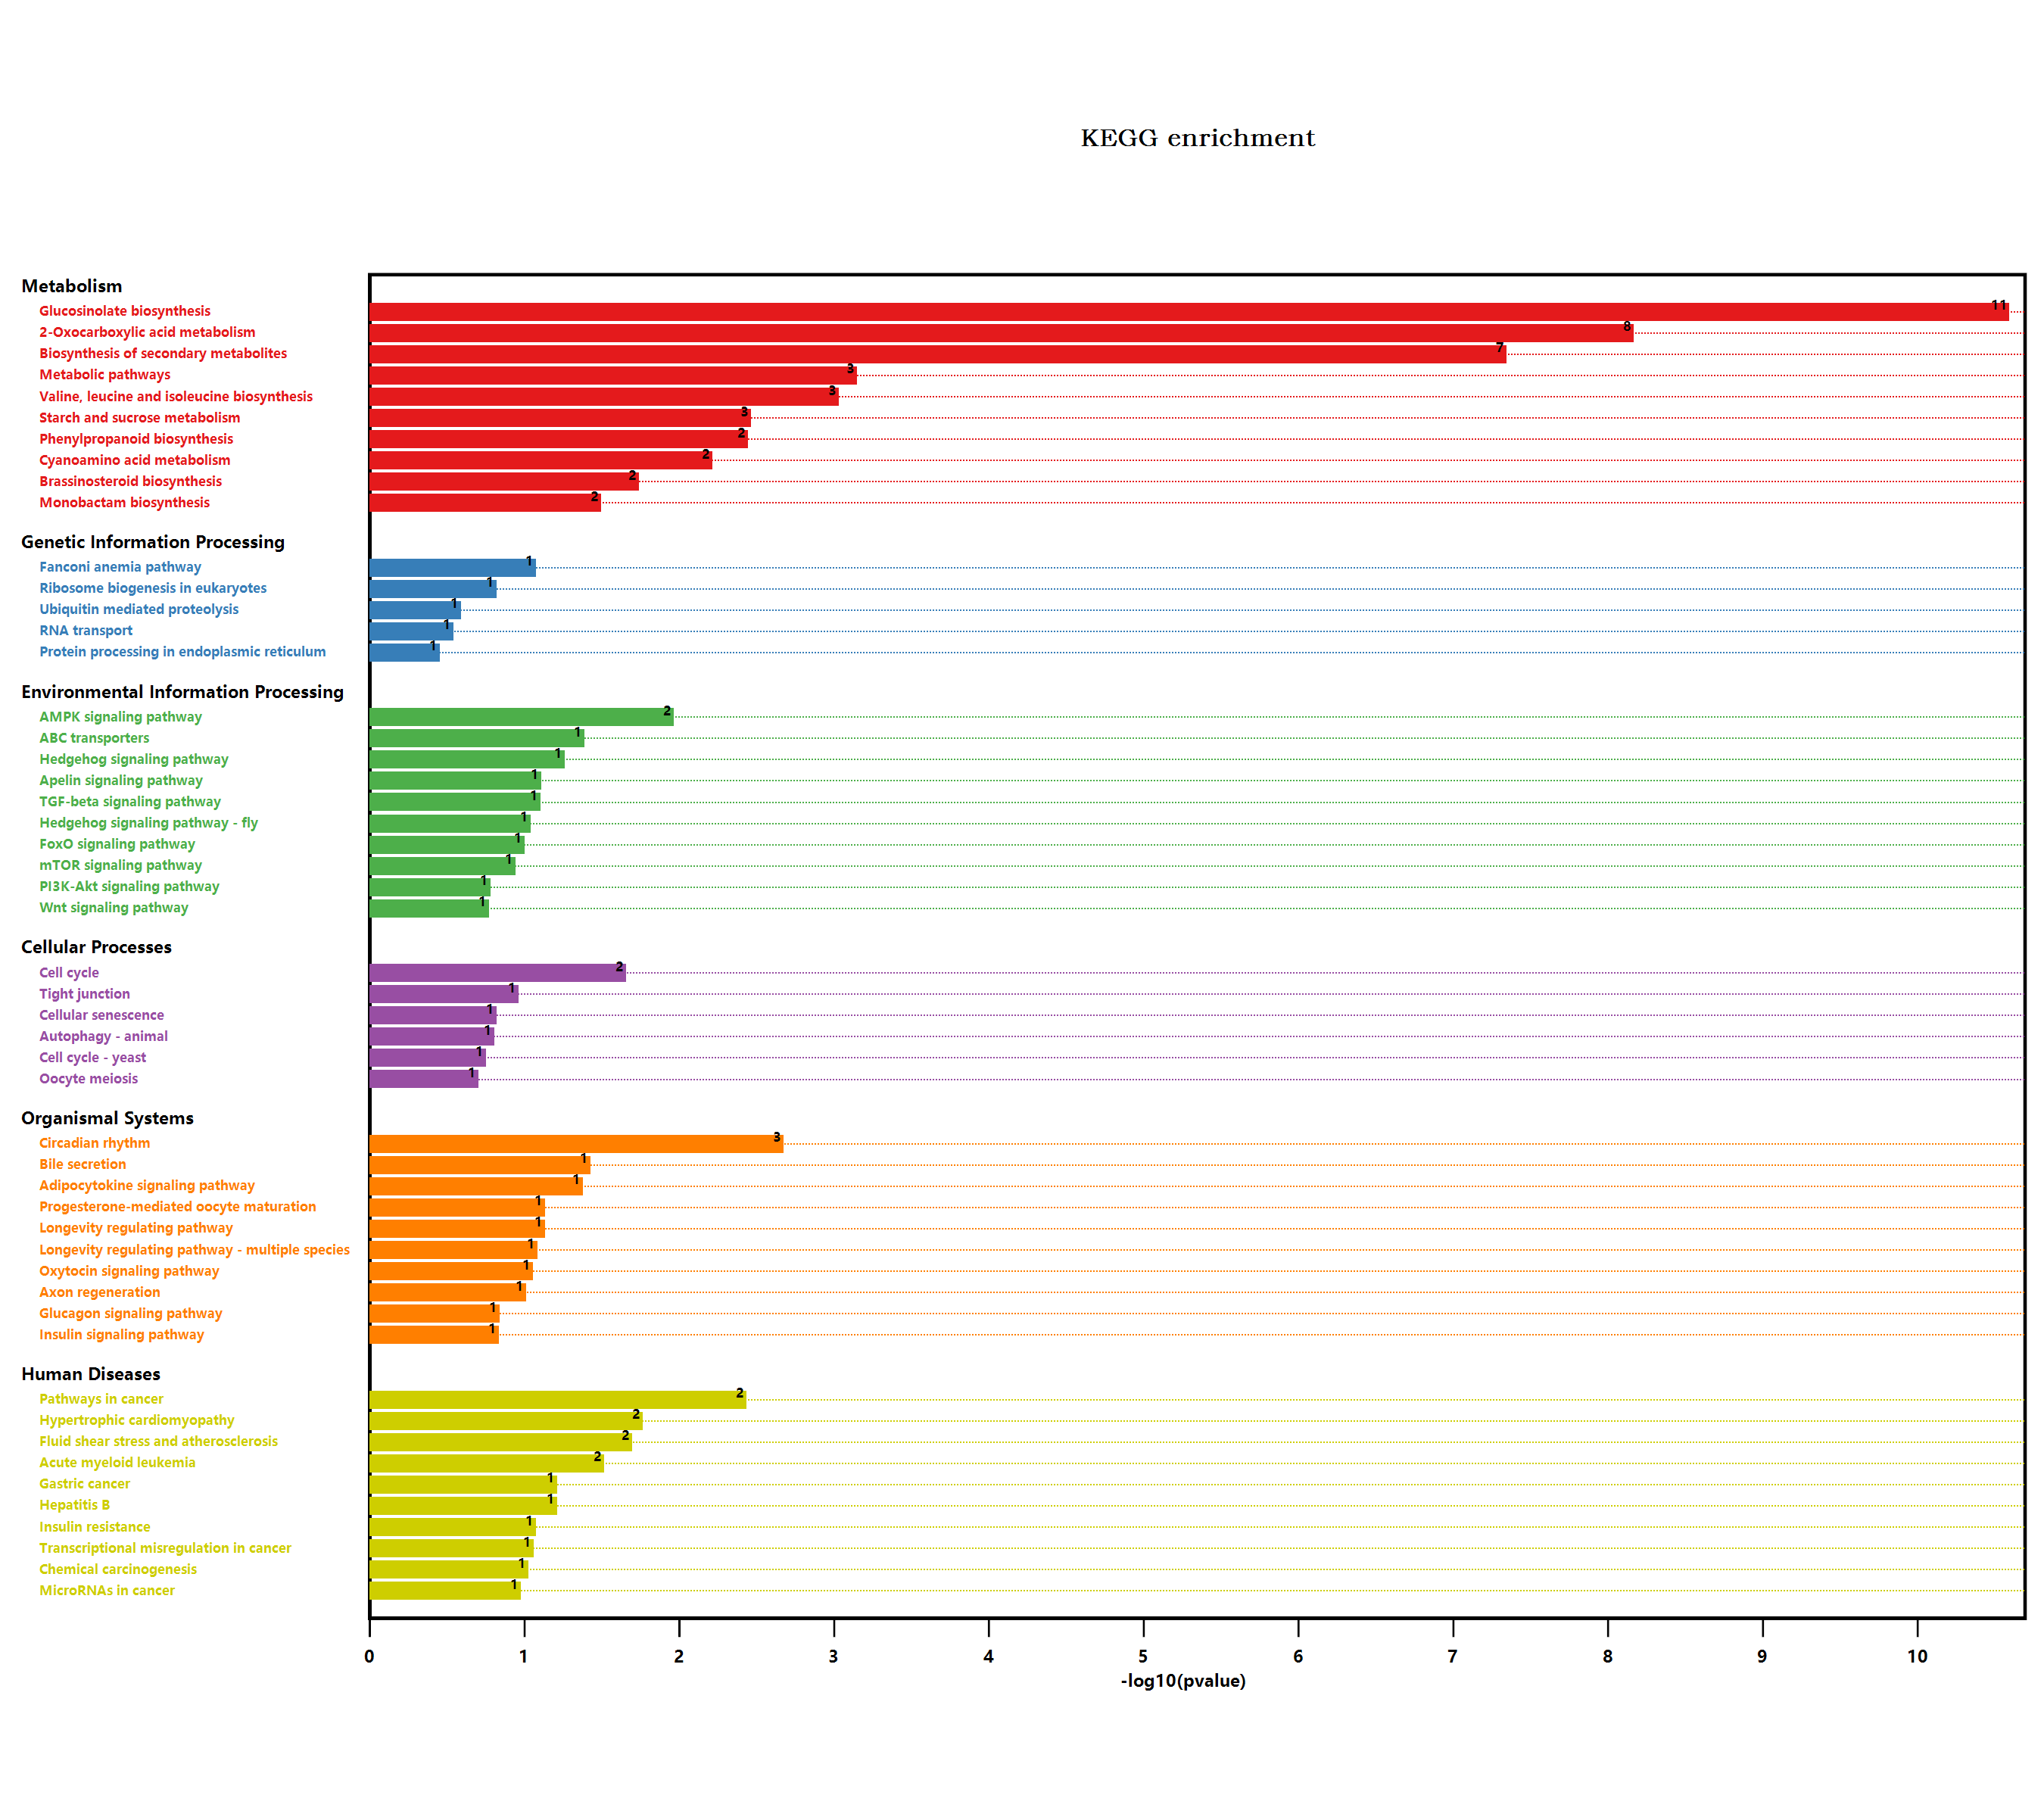 KEGG enrichment
Metabolism
Glucosinolate biosynthesis 11
2-Oxocarboxylic acid metabolism 8
Biosynthesis of secondary metabolites 7
Metabolic pathways 3
Valine, leucine and isoleucine biosynthesis 3
Starch and sucrose metabolism 3
Phenylpropanoid biosynthesis 2
Cyanoamino acid metabolism 2
Brassinosteroid biosynthesis 2
Monobactam biosynthesis 2
Genetic Information Processing
Fanconi anemia pathway 1
Ribosome biogenesis in eukaryotes 1
Ubiquitin mediated proteolysis 1
RNA transport 1
Protein processing in endoplasmic reticulum 1
Environmental Information Processing
AMPK signaling pathway 2
ABC transporters 1
Hedgehog signaling pathway 1
Apelin signaling pathway 1
TGF-beta signaling pathway 1
Hedgehog signaling pathway - fly 1
FoxO signaling pathway 1
mTOR signaling pathway 1
PI3K-Akt signaling pathway 1
Wnt signaling pathway 1
Cellular Processes
Cell cycle 2
Tight junction 1
Cellular senescence 1
Autophagy - animal 1
Cell cycle - yeast 1
Oocyte meiosis 1
Organismal Systems
Circadian rhythm 3
Bile secretion 1
Adipocytokine signaling pathway 1
Progesterone-mediated oocyte maturation 1
Longevity regulating pathway 1
Longevity regulating pathway - multiple species 1
Oxytocin signaling pathway 1
Axon regeneration 1
Glucagon signaling pathway 1
Insulin signaling pathway 1
Human Diseases
Pathways in cancer 2
Hypertrophic cardiomyopathy 2
Fluid shear stress and atherosclerosis 2
Acute myeloid leukemia 2
Gastric cancer 1
Hepatitis B 1
Insulin resistance 1
Transcriptional misregulation in cancer 1
Chemical carcinogenesis 1
MicroRNAs in cancer 1
0 1 2 3 4 5 6 7 8 9 10
-log10(pvalue)